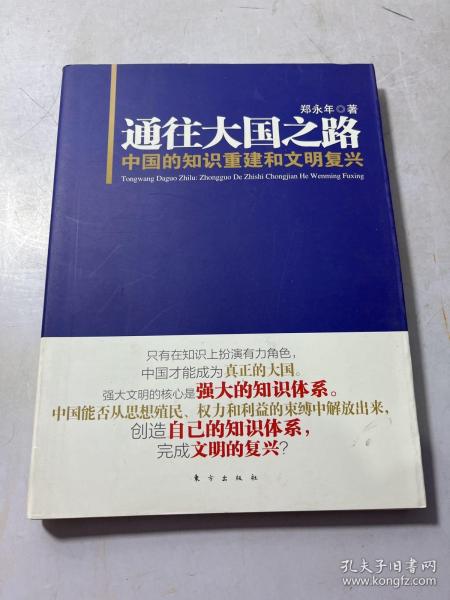 郑永年◎著
通往大国之路
中国的知识重建和文明复兴
Tongwang Daguo Zhilu: Zhongguo De Zhishi Chongjian He Wenming Fuxing
只有在知识上扮演有力角色，
中国才能成为真正的大国。
强大文明的核心是强大的知识体系。
中国能否从思想殖民、权力和利益的束缚中解放出来，
创造自己的知识体系，
完成文明的复兴？
东方出版社
孔夫子旧书网
www.kongfz.com